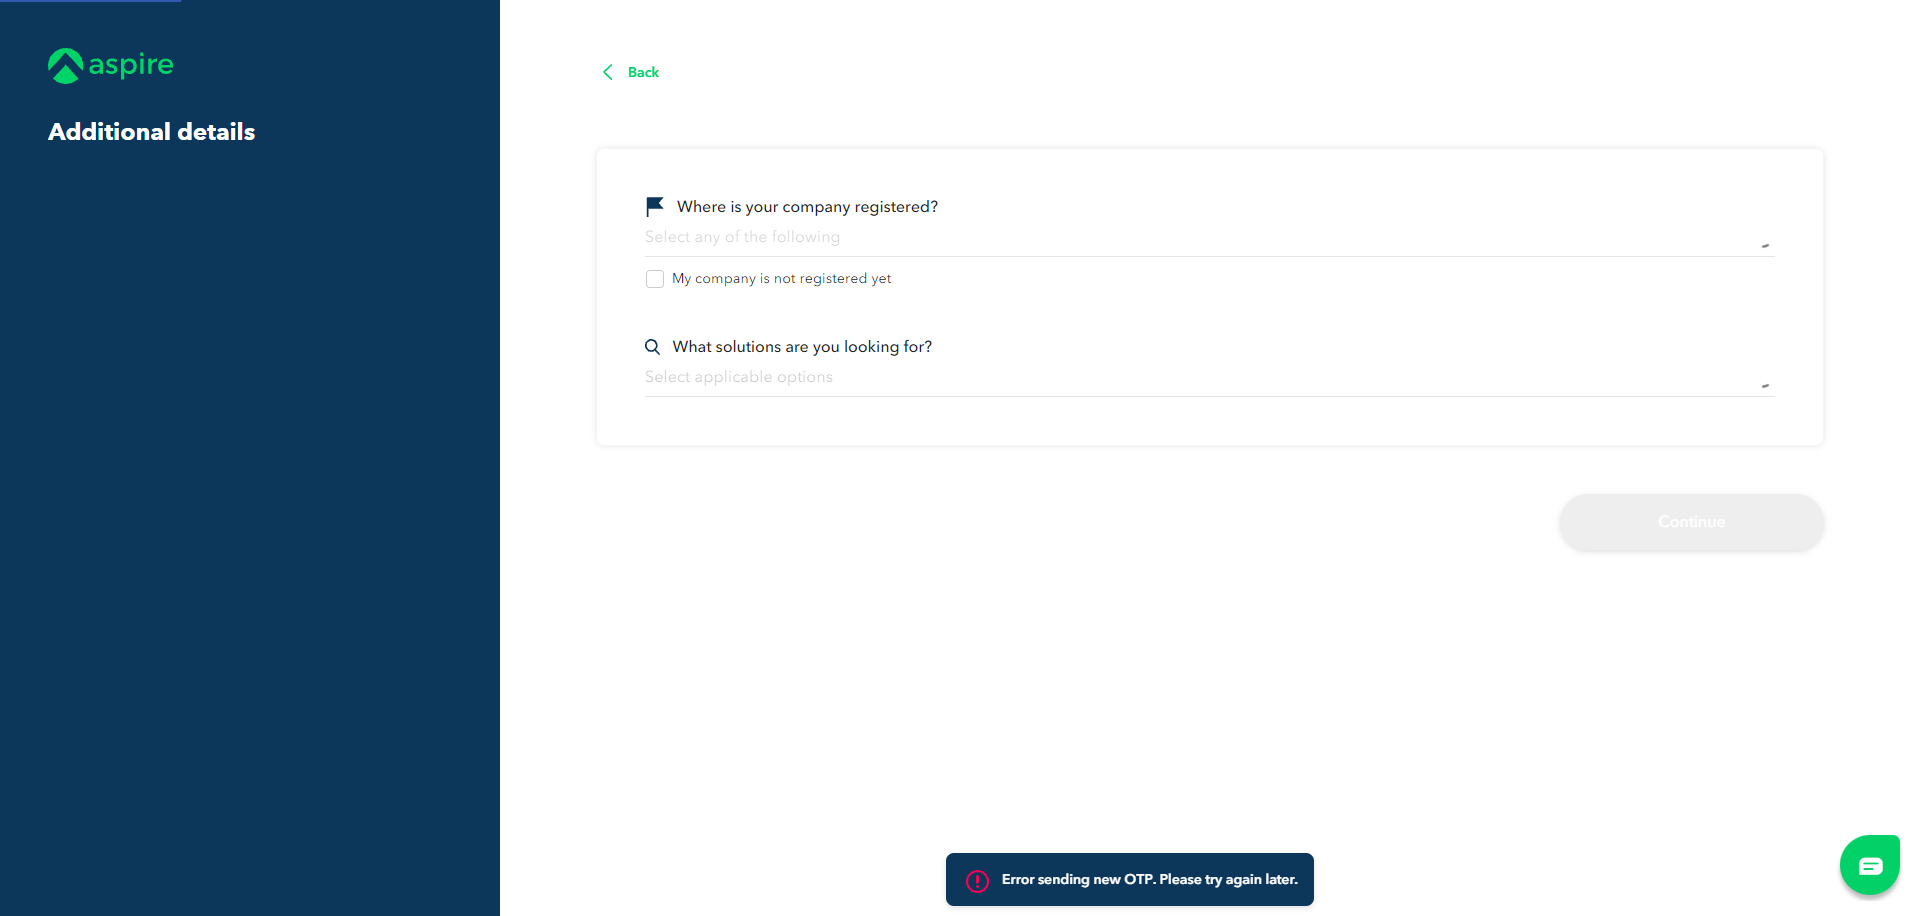 aspire
Additional details
Back
Where is your company registered?
Select any of the following
My company is not registered yet
What solutions are you looking for?
Select applicable options
Continue
Error sending new OTP. Please try again later.